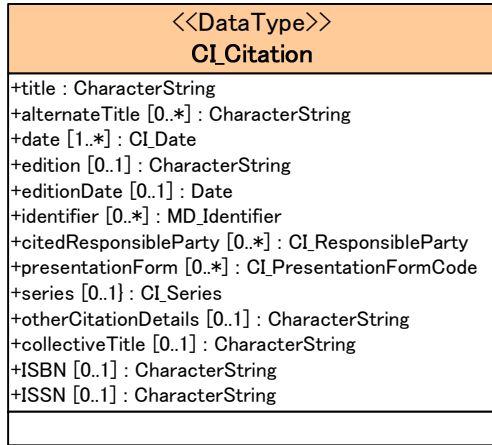 <<DataType>>
CI_Citation
+title : CharacterString
+alternateTitle [0..*] : CharacterString
+date [1..*] : CI_Date
+edition [0..1] : CharacterString
+editionDate [0..1] : Date
+identifier [0..*] : MD_Identifier
+citedResponsibleParty [0..*] : CI_ResponsibleParty
+presentationForm [0..*] : CI_PresentationFormCode
+series [0..1} : CI_Series
+otherCitationDetails [0..1] : CharacterString
+collectiveTitle [0..1] : CharacterString
+ISBN [0..1] : CharacterString
+ISSN [0..1] : CharacterString